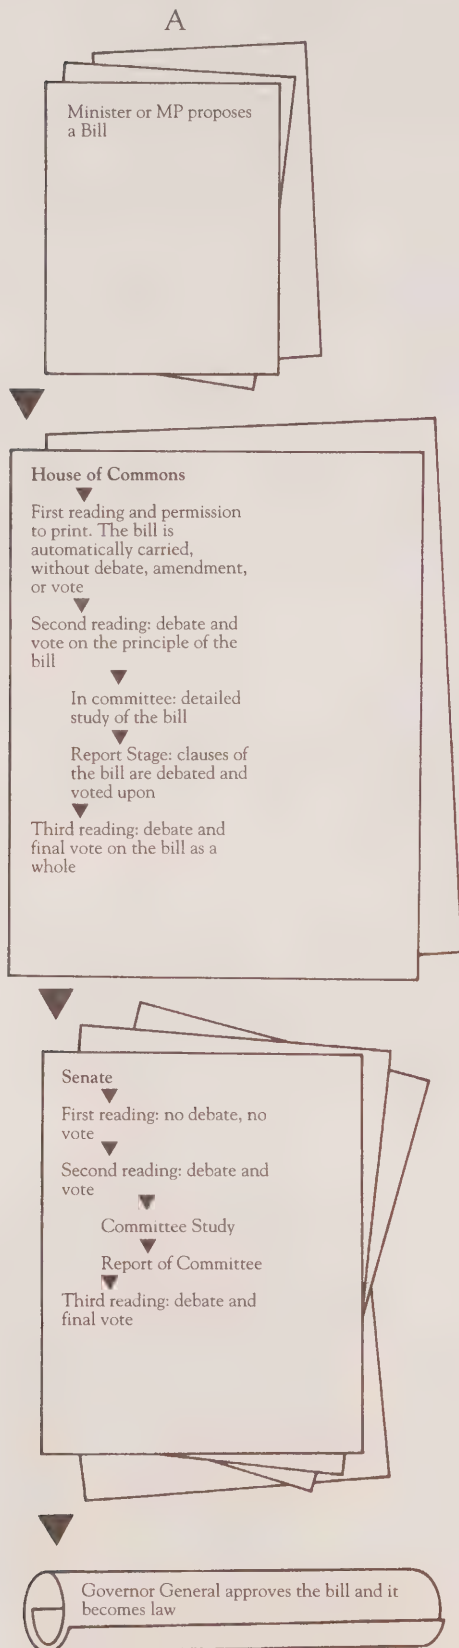 A
Minister or MP proposes
a Bill
House of Commons
First reading and permission
to print. The bill is
automatically carried,
without debate, amendment,
or vote
Second reading: debate and
vote on the principle of the
bill
In committee: detailed
study of the bill
Report Stage: clauses of
the bill are debated and
voted upon
Third reading: debate and
final vote on the bill as a
whole
Senate
First reading: no debate, no
vote
Second reading: debate and
vote
Committee Study
Report of Committee
Third reading: debate and
final vote
Governor General approves the bill and it
becomes law